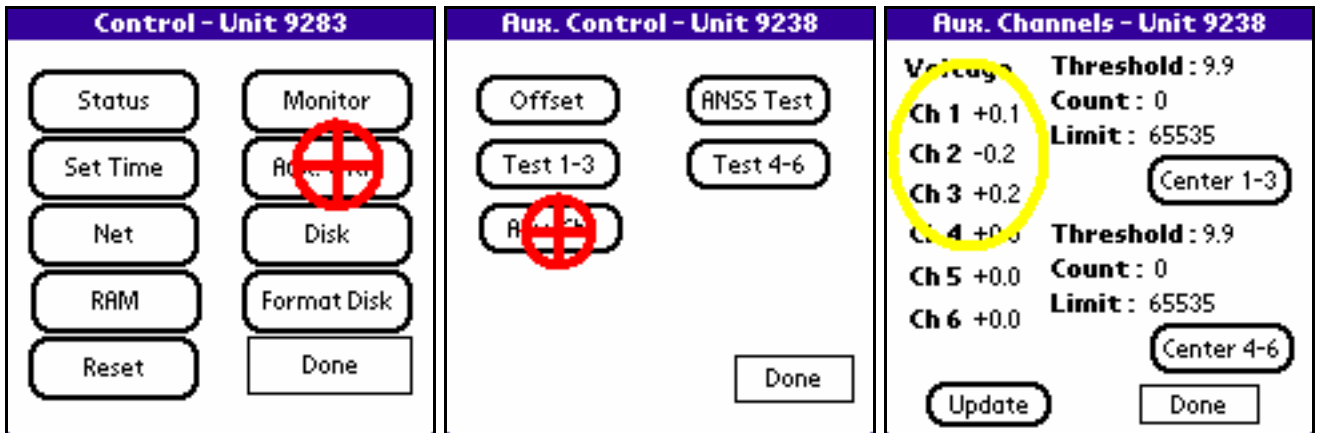 Control - Unit 9283
Status
Monitor
Set Time
Net
Disk
RAM
Format Disk
Reset
Done
Aux. Control - Unit 9238
Offset
ANSS Test
Test 1-3
Test 4-6
Done
Aux. Channels - Unit 9238
Voltage
Threshold : 9.9
Ch 1 +0.1
Count : 0
Limit : 65535
Ch 2 -0.2
Center 1-3
Ch 3 +0.2
Ch 4
Threshold : 9.9
Count : 0
Ch 5 +0.0
Limit : 65535
Ch 6 +0.0
Center 4-6
Update
Done